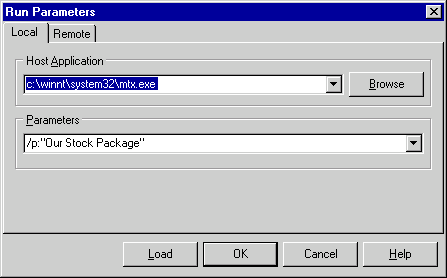 Run Parameters
Local Remote
Host Application
c:\winnt\system32\mtx.exe Browse
Parameters
/p:"Our Stock Package"
Load OK Cancel Help